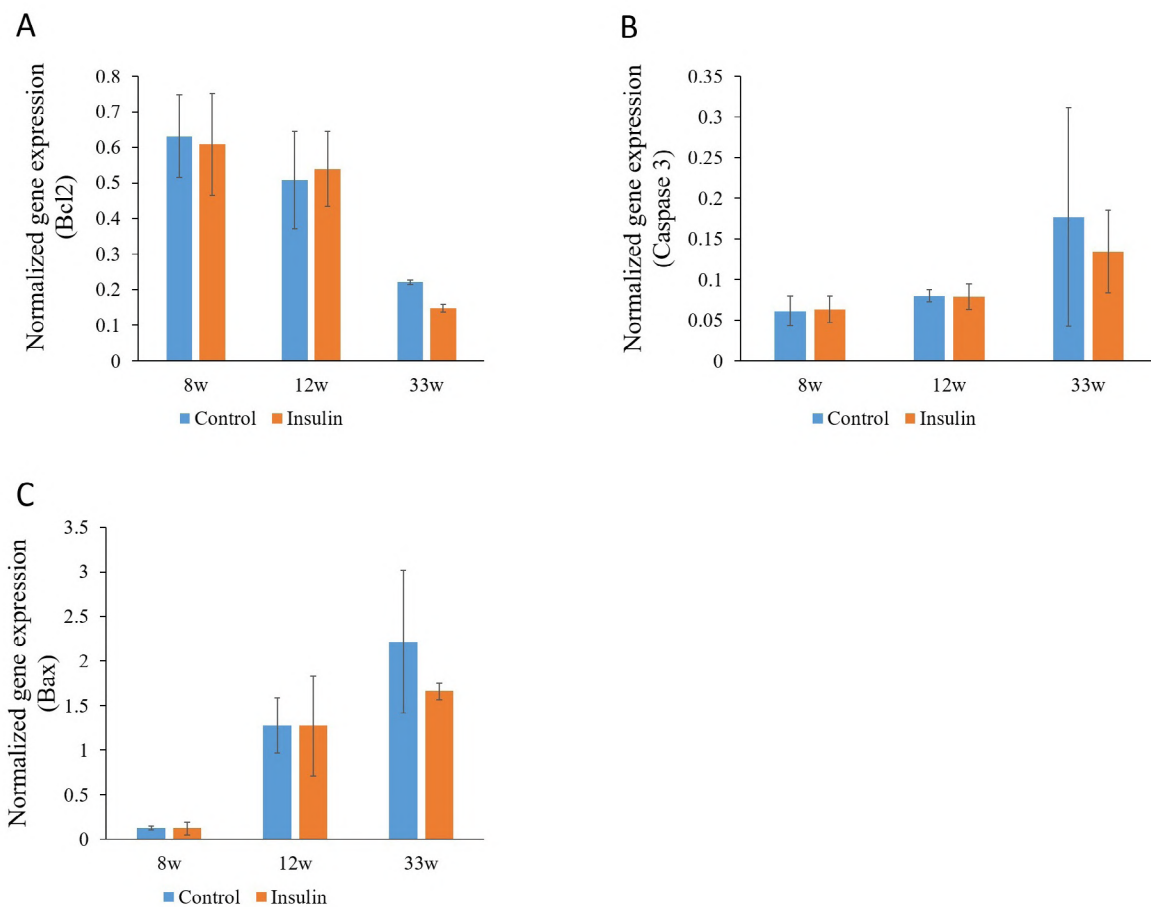 A
Normalized gene expression
(Bcl2)
0.8
0.7
0.6
0.5
0.4
0.3
0.2
0.1
0
8w
12w
33w
Control
Insulin
B
Normalized gene expression
(Caspase 3)
0.35
0.3
0.25
0.2
0.15
0.1
0.05
0
8w
12w
33w
Control
Insulin
C
Normalized gene expression
(Bax)
3.5
3
2.5
2
1.5
1
0.5
0
8w
12w
33w
Control
Insulin